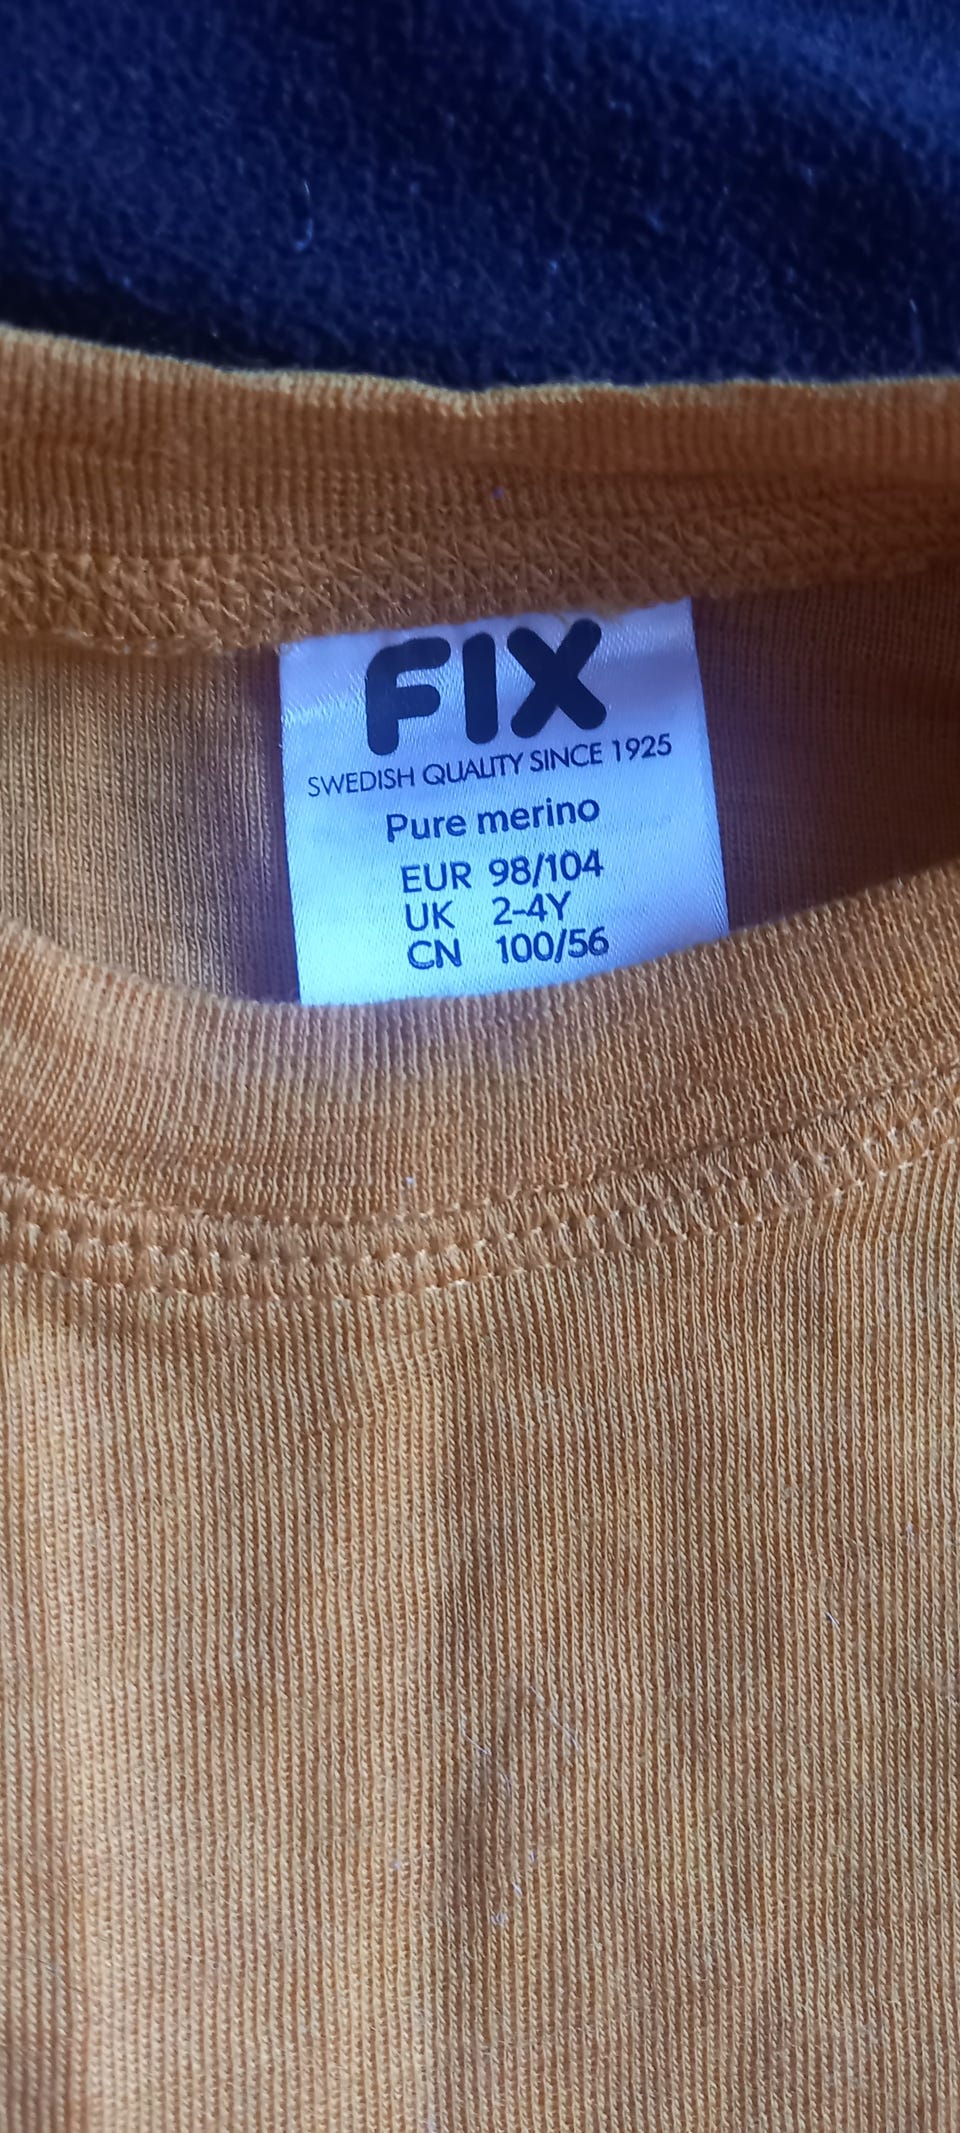 FIX
SWEDISH QUALITY SINCE 1925
Pure merino
EUR 98/104
UK 2-4Y
CN 100/56